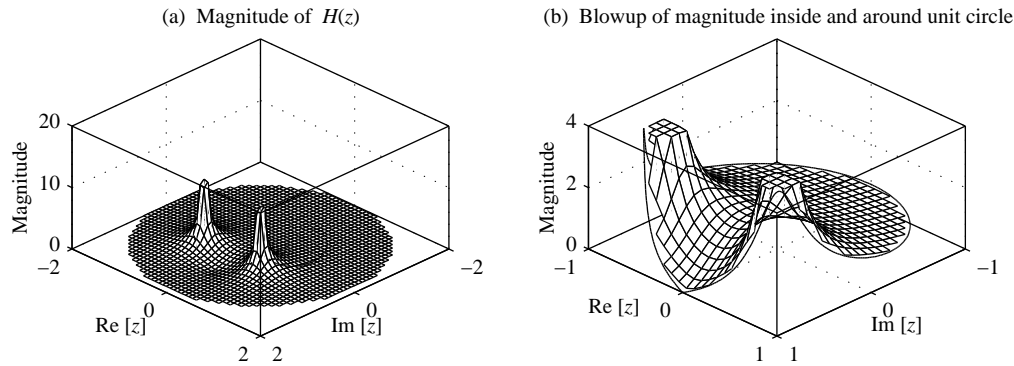 (a) Magnitude of H(z)
20
10
0
Magnitude
−2
0
2
Re [z]
2
0
−2
Im [z]
(b) Blowup of magnitude inside and around unit circle
4
2
0
Magnitude
−1
0
1
Re [z]
1
0
−1
Im [z]